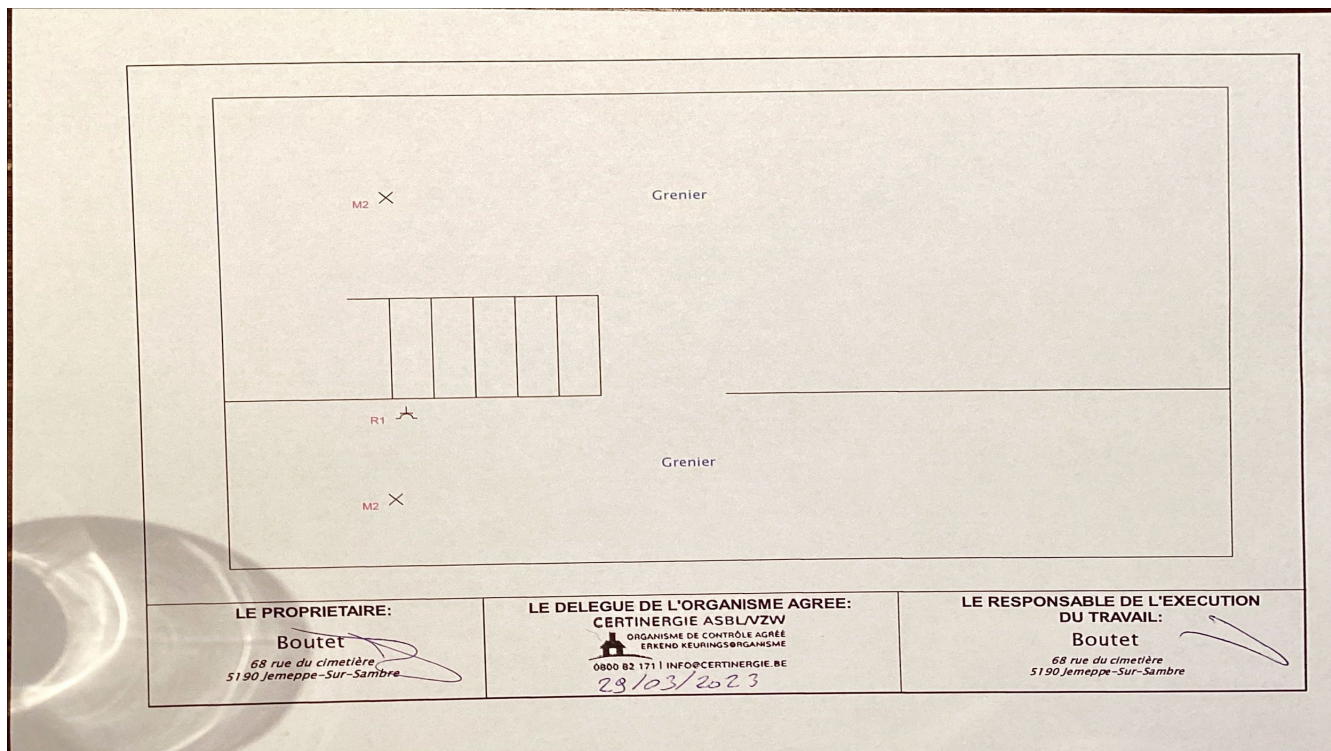 M2
Grenier
R1
Grenier
M2
LE PROPRIETAIRE:
Boutet
68 rue du cimetière
5190 Jemeppe-Sur-Sambre
LE DELEGUE DE L'ORGANISME AGREE:
CERTINERGIE ASBL/VZW
ORGANISME DE CONTRÔLE AGRÉÉ
ERKEND KEURINGSORGANISME
0800 82 171 | INFO@CERTINERGIE.BE
29/03/2023
LE RESPONSABLE DE L'EXECUTION
DU TRAVAIL:
Boutet
68 rue du cimetière
5190 Jemeppe-Sur-Sambre